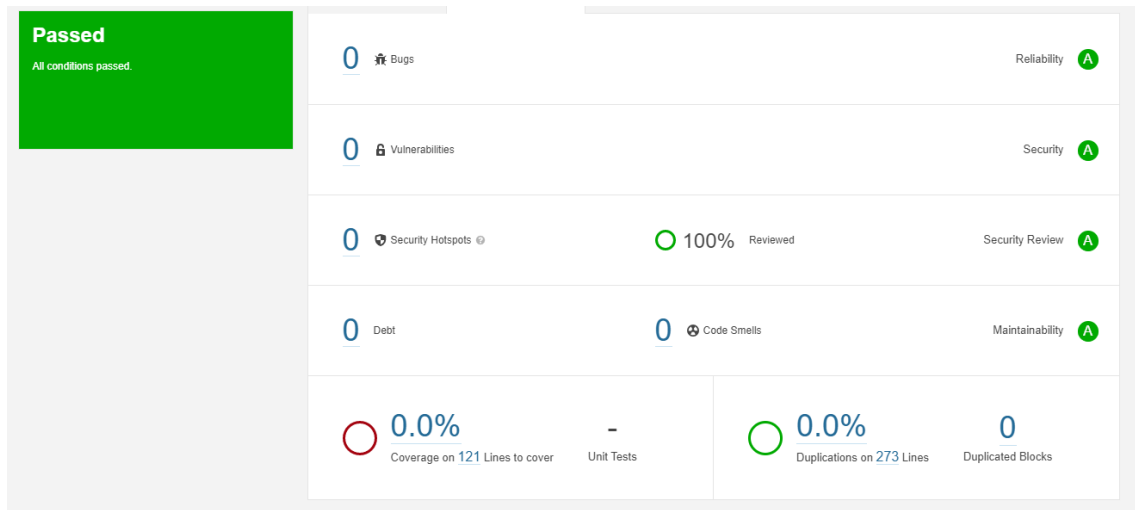 Passed
All conditions passed.
0 Bugs Reliability A
0 Vulnerabilities Security A
0 Security Hotspots ? 100% Reviewed Security Review A
0 Debt 0 Code Smells Maintainability A
0.0% - 0.0% 0
Coverage on 121 Lines to cover Unit Tests Duplications on 273 Lines Duplicated Blocks